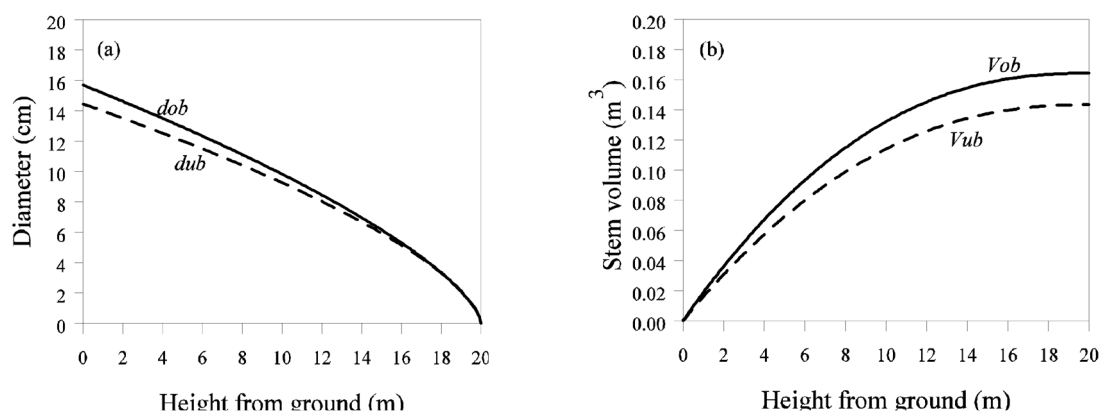 (a)
Diameter (cm)
20
18
16
14
12
10
8
6
4
2
0
dob
dub
0 2 4 6 8 10 12 14 16 18 20
Height from ground (m)
(b)
Stem volume (m3)
0.20
0.18
0.16
0.14
0.12
0.10
0.08
0.06
0.04
0.02
0.00
Vob
Vub
0 2 4 6 8 10 12 14 16 18 20
Height from ground (m)